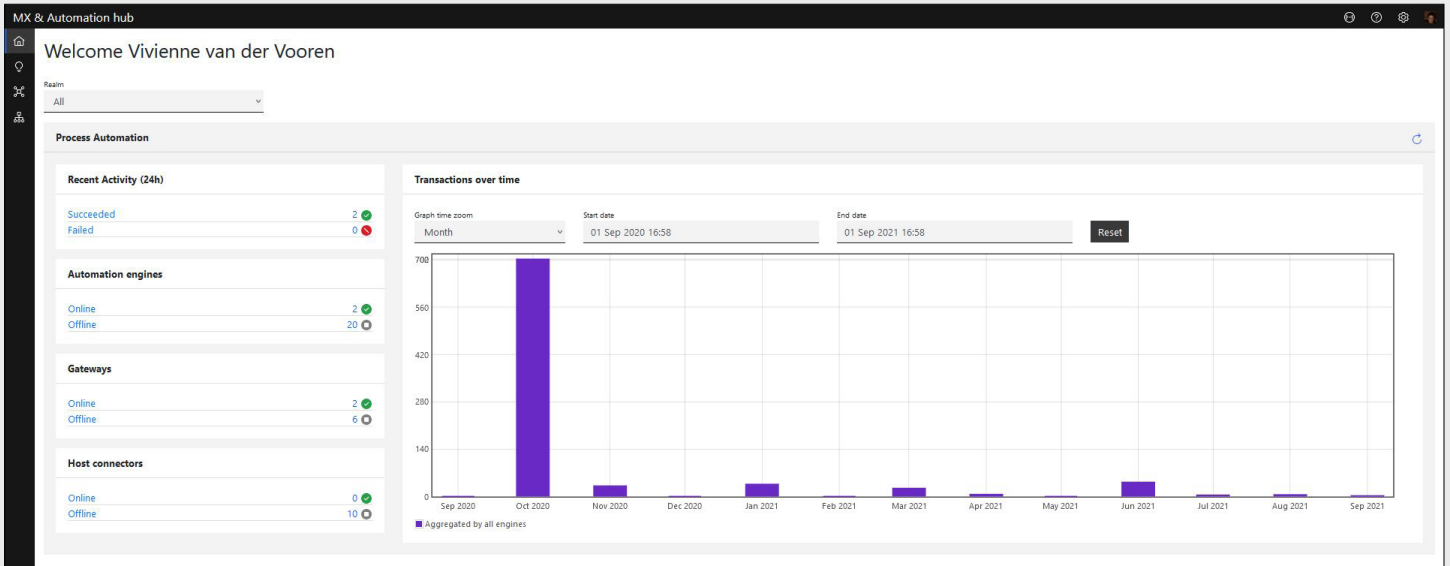 MX & Automation hub
Welcome Vivienne van der Vooren
Realm
All
Process Automation
Recent Activity (24h)
Succeeded 2
Failed 0
Automation engines
Online 2
Offline 20
Gateways
Online 2
Offline 6
Host connectors
Online 0
Offline 10
Transactions over time
Graph time zoom Start date End date
Month 01 Sep 2020 16:58 01 Sep 2021 16:58 Reset
560
420
280
140
0
Sep 2020 Oct 2020 Nov 2020 Dec 2020 Jan 2021 Feb 2021 Mar 2021 Apr 2021 May 2021 Jun 2021 Jul 2021 Aug 2021 Sep 2021
Aggregated by all engines